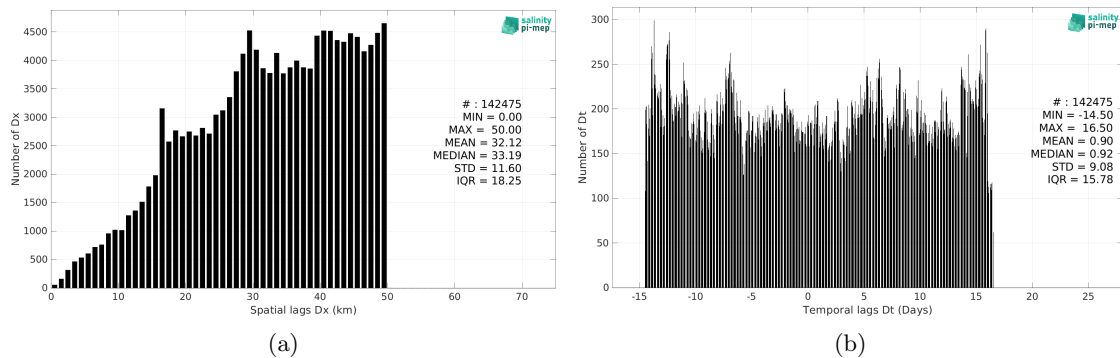 salinity
pi-mep
4500
4000
3500
3000
2500
2000
1500
1000
500
0
Number of Dx
# : 142475
MIN = 0.00
MAX = 50.00
MEAN = 32.12
MEDIAN = 33.19
STD = 11.60
IQR = 18.25
0 10 20 30 40 50 60 70
Spatial lags Dx (km)
(a)
salinity
pi-mep
300
250
200
150
100
50
0
Number of Dt
# : 142475
MIN = -14.50
MAX = 16.50
MEAN = 0.90
MEDIAN = 0.92
STD = 9.08
IQR = 15.78
-15 -10 -5 0 5 10 15 20 25
Temporal lags Dt (Days)
(b)